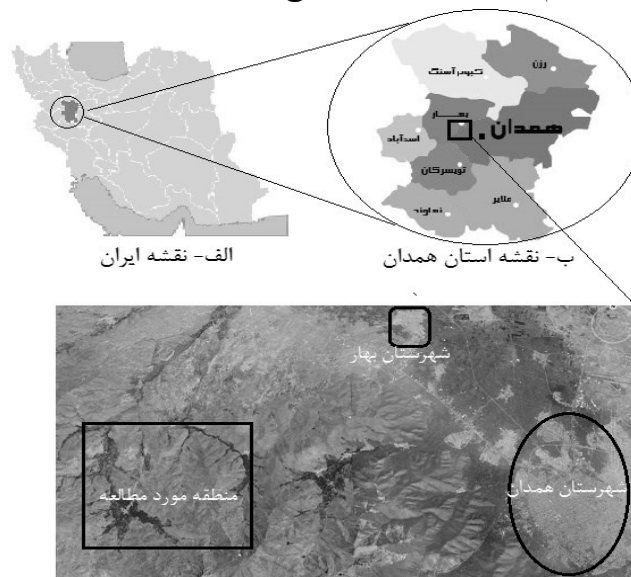 کبودرآهنگ
رزن
بهار
همدان
اسدآباد
تویسرکان
ملایر
نهاوند
الف- نقشه ایران
ب- نقشه استان همدان
شهرستان بهار
منطقه مورد مطالعه
شهرستان همدان